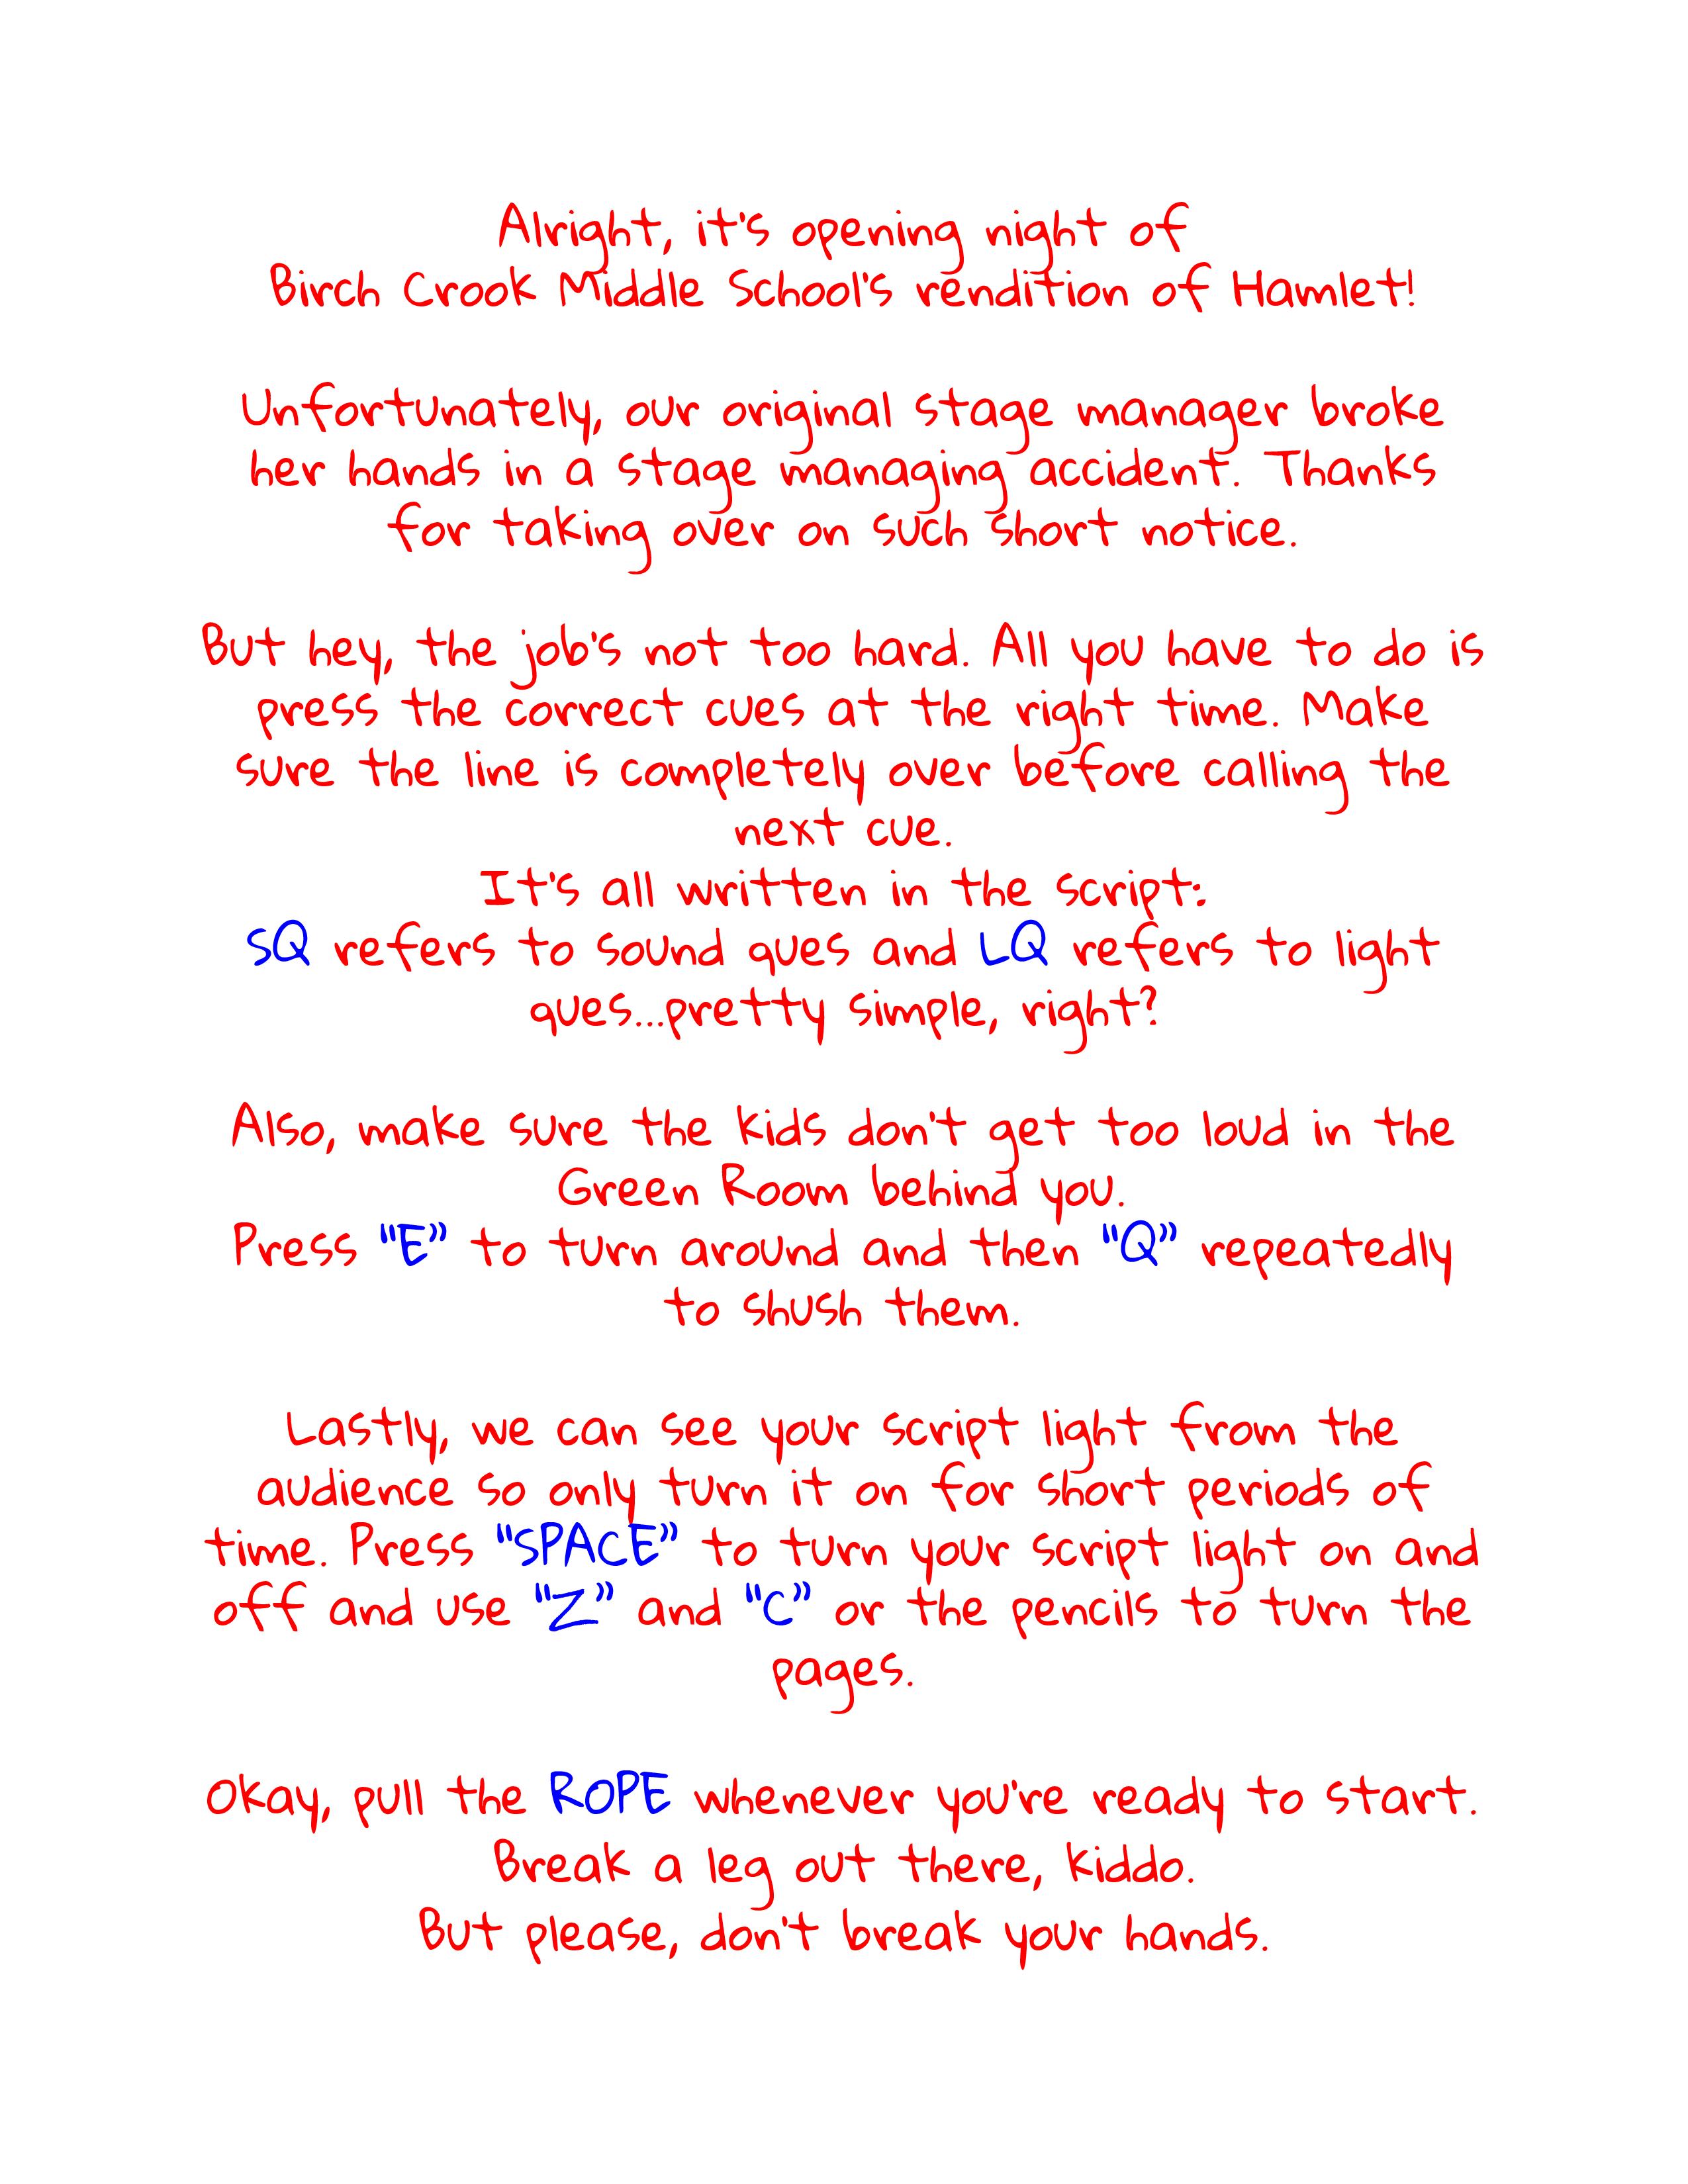 Alright, it's opening night of
Birch Crook Middle School's rendition of Hamlet!
Unfortunately, our original stage manager broke
her hands in a stage managing accident. Thanks
for taking over on such short notice.
But hey, the job's not too hard. All you have to do is
press the correct cues at the right time. Make
sure the line is completely over before calling the
next cue.
It's all written in the script:
SQ refers to sound ques and LQ refers to light
ques...pretty simple, right?
Also, make sure the kids don't get too loud in the
Green Room behind you.
Press “E” to turn around and then “Q” repeatedly
to shush them.
Lastly, we can see your script light from the
audience so only turn it on for short periods of
time. Press “SPACE” to turn your script light on and
off and use “Z” and “C” or the pencils to turn the
pages.
Okay, pull the ROPE whenever you're ready to start.
Break a leg out there, kiddo.
But please, don't break your hands.